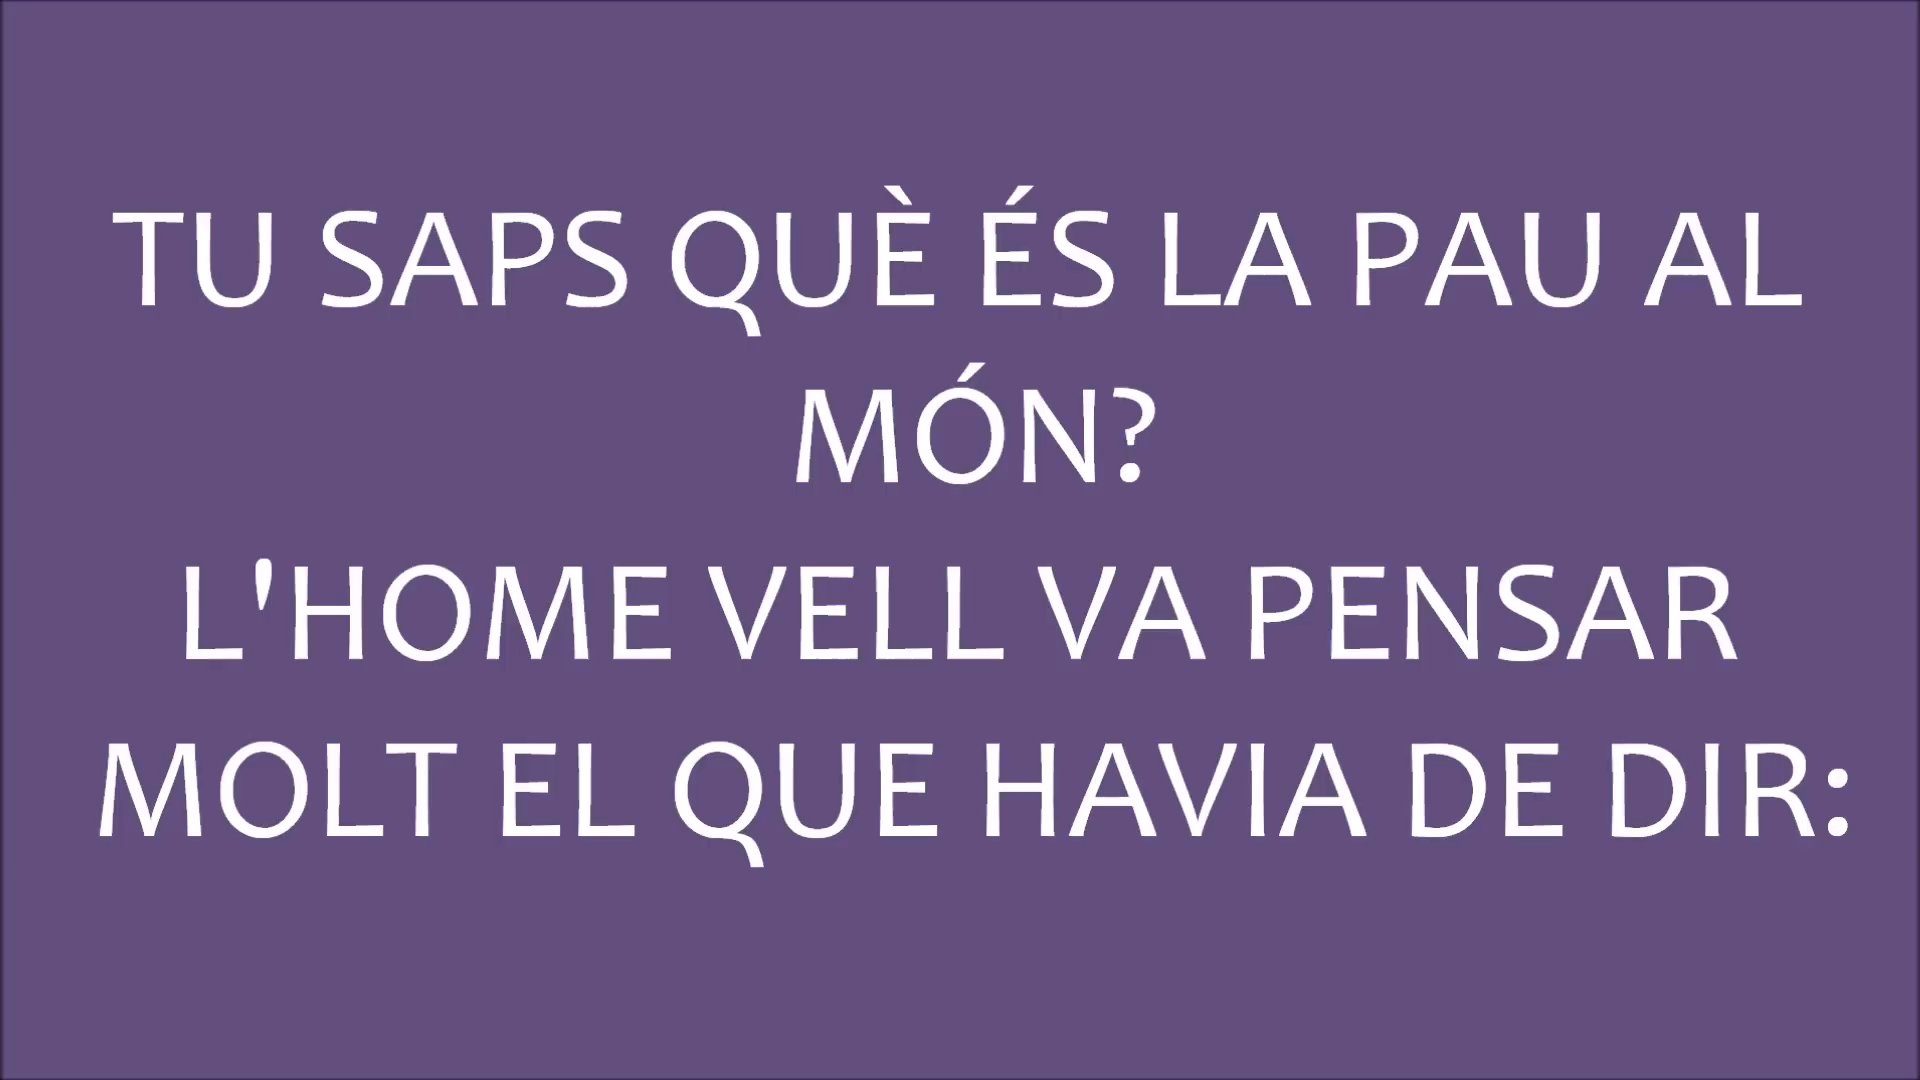 TU SAPS QUÈ ÉS LA PAU AL
MÓN?
L'HOME VELL VA PENSAR
MOLT EL QUE HAVIA DE DIR: